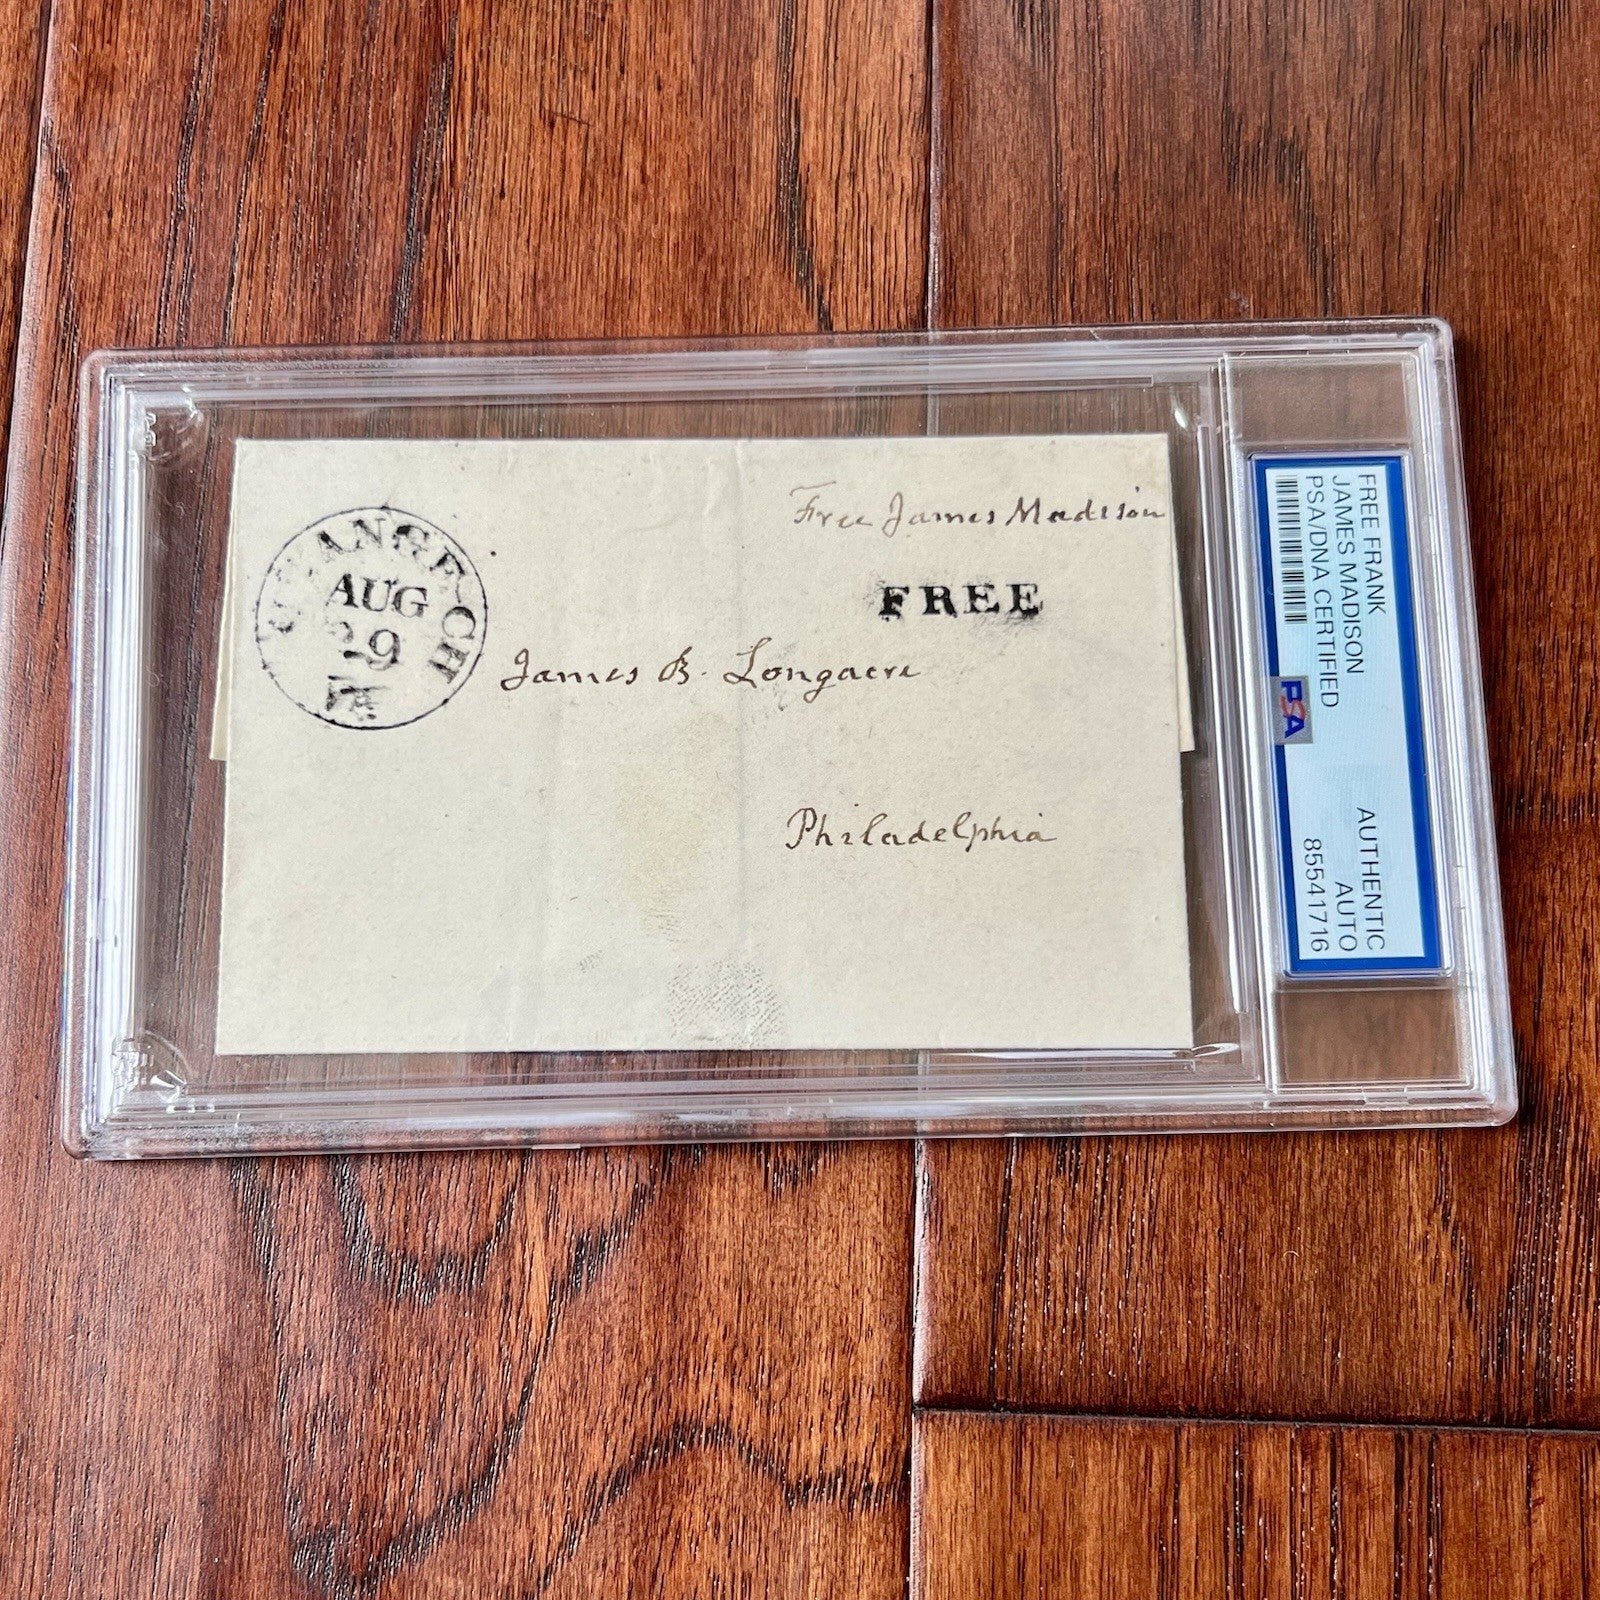 Free James Madison
FREE
AUG
29
James B. Longacre
Philadelphia
FREE FRANK
JAMES MADISON
PSA/DNA CERTIFIED
PSA
AUTHENTIC
AUTO
85541716